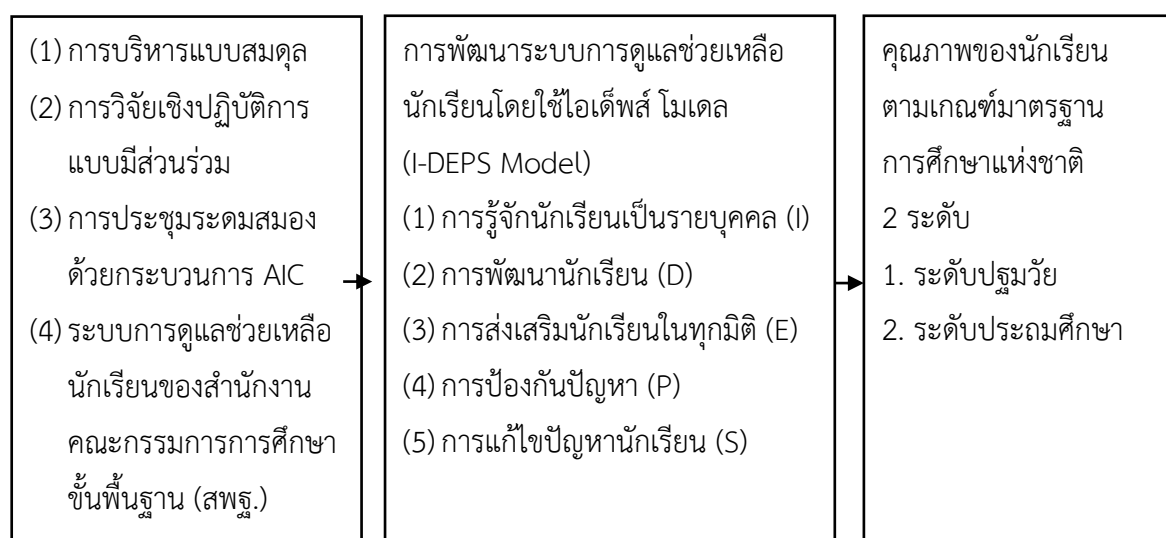 (1) การบริหารแบบสมดุล
(2) การวิจัยเชิงปฏิบัติการ
แบบมีส่วนร่วม
(3) การประชุมระดมสมอง
ด้วยกระบวนการ AIC
(4) ระบบการดูแลช่วยเหลือ
นักเรียนของสำนักงาน
คณะกรรมการการศึกษา
ขั้นพื้นฐาน (สพฐ.)
การพัฒนาระบบการดูแลช่วยเหลือ
นักเรียนโดยใช้ไอเด็พส์ โมเดล
(I-DEPS Model)
(1) การรู้จักนักเรียนเป็นรายบุคคล (I)
(2) การพัฒนานักเรียน (D)
(3) การส่งเสริมนักเรียนในทุกมิติ (E)
(4) การป้องกันปัญหา (P)
(5) การแก้ไขปัญหานักเรียน (S)
คุณภาพของนักเรียน
ตามเกณฑ์มาตรฐาน
การศึกษาแห่งชาติ
2 ระดับ
1. ระดับปฐมวัย
2. ระดับประถมศึกษา